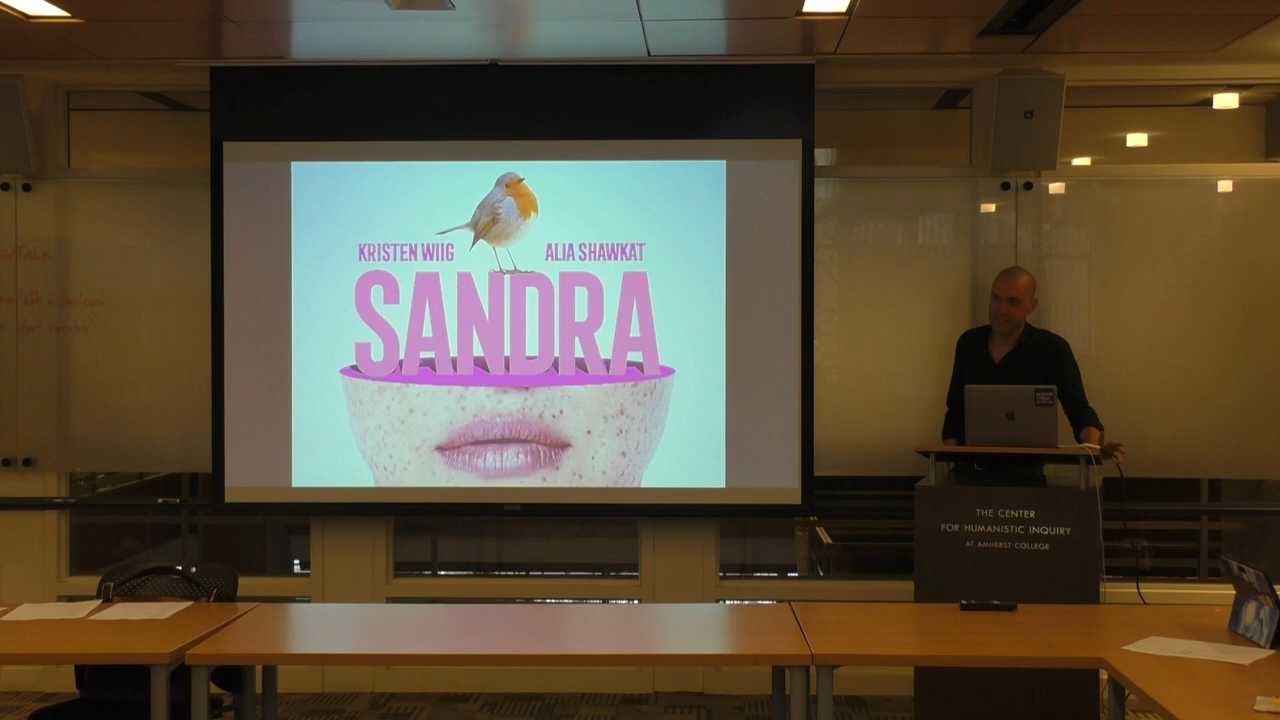 KRISTEN WIIG ALIA SHAWKAT
SANDRA
THE CENTER
FOR HUMANISTIC INQUIRY
AT AMHERST COLLEGE